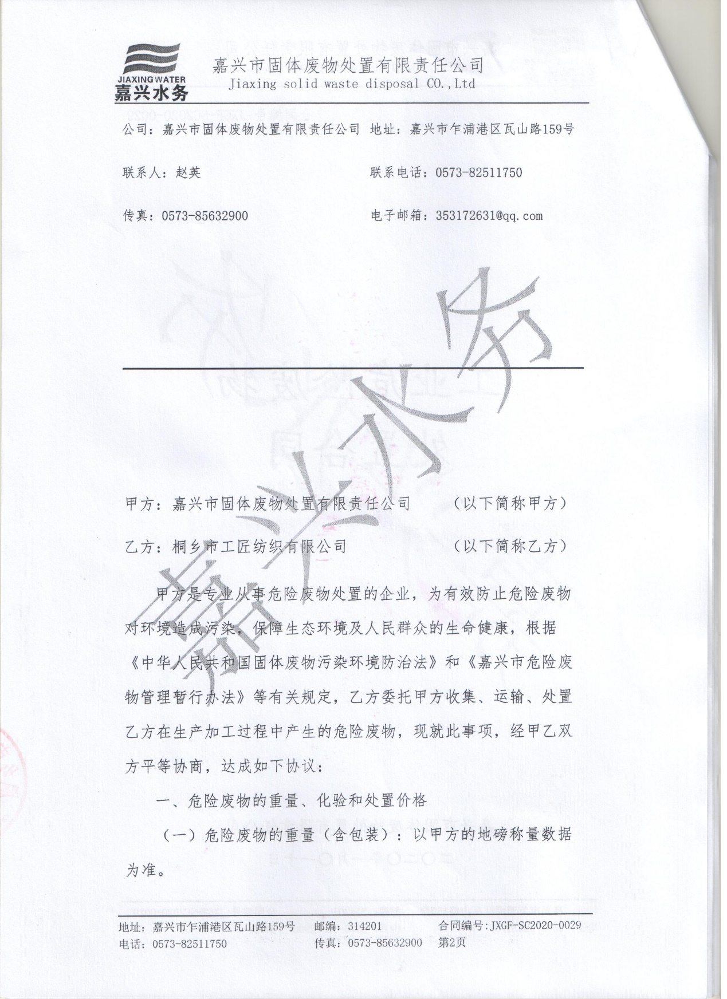 JIAXING WATER
嘉兴水务
嘉兴市固体废物处置有限责任公司
Jiaxing solid waste disposal CO.,Ltd
公司：嘉兴市固体废物处置有限责任公司 地址：嘉兴市乍浦港区瓦山路159号
联系人：赵英 联系电话：0573-82511750
传真：0573-85632900 电子邮箱：353172631@qq.com
嘉兴水务
甲方：嘉兴市固体废物处置有限责任公司 （以下简称甲方）
乙方：桐乡市工匠纺织有限公司 （以下简称乙方）
甲方是专业从事危险废物处置的企业，为有效防止危险废物
对环境造成污染，保障生态环境及人民群众的生命健康，根据
《中华人民共和国固体废物污染环境防治法》和《嘉兴市危险废
物管理暂行办法》等有关规定，乙方委托甲方收集、运输、处置
乙方在生产加工过程中产生的危险废物，现就此事项，经甲乙双
方平等协商，达成如下协议：
一、危险废物的重量、化验和处置价格
（一）危险废物的重量（含包装）：以甲方的地磅称量数据
为准。
地址：嘉兴市乍浦港区瓦山路159号 邮编：314201 合同编号:JXGF-SC2020-0029
电话：0573-82511750 传真：0573-85632900 第2页